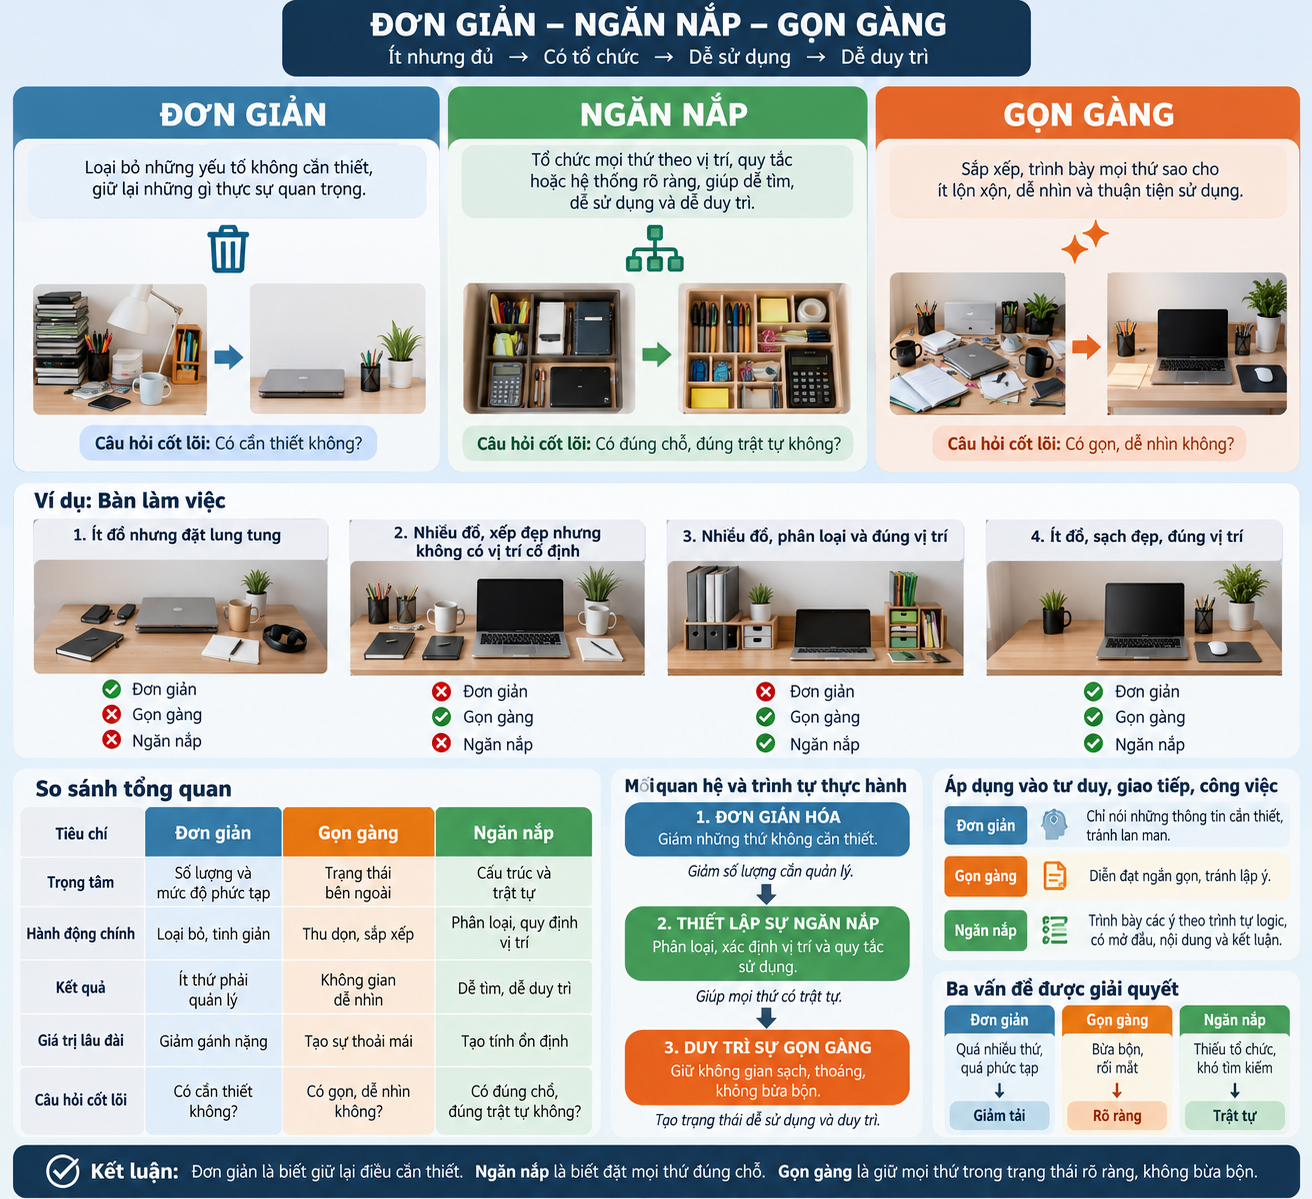 ĐƠN GIẢN – NGĂN NẮP – GỌN GÀNG
Ít nhưng đủ → Có tổ chức → Dễ sử dụng → Dễ duy trì
ĐƠN GIẢN
Loại bỏ những yếu tố không cần thiết,
giữ lại những gì thực sự quan trọng.
Câu hỏi cốt lõi: Có cần thiết không?
NGĂN NẮP
Tổ chức mọi thứ theo vị trí, quy tắc
hoặc hệ thống rõ ràng, giúp dễ tìm,
dễ sử dụng và dễ duy trì.
Câu hỏi cốt lõi: Có đúng chỗ, đúng trật tự không?
GỌN GÀNG
Sắp xếp, trình bày mọi thứ sao cho
ít lộn xộn, dễ nhìn và thuận tiện sử dụng.
Câu hỏi cốt lõi: Có gọn, dễ nhìn không?
Ví dụ: Bàn làm việc
1. Ít đồ nhưng đặt lung tung
Đơn giản
Gọn gàng
Ngăn nắp
2. Nhiều đồ, xếp đẹp nhưng
không có vị trí cố định
Đơn giản
Gọn gàng
Ngăn nắp
3. Nhiều đồ, phân loại và đúng vị trí
Đơn giản
Gọn gàng
Ngăn nắp
4. Ít đồ, sạch đẹp, đúng vị trí
Đơn giản
Gọn gàng
Ngăn nắp
So sánh tổng quan
Tiêu chí Đơn giản Gọn gàng Ngăn nắp
Trọng tâm
Số lượng và
mức độ phức tạp
Trạng thái
bên ngoài
Cấu trúc và
trật tự
Hành động chính
Loại bỏ, tinh giản
Thu dọn, sắp xếp
Phân loại, quy định
vị trí
Kết quả
Ít thứ phải
quản lý
Không gian
dễ nhìn
Dễ tìm, dễ duy trì
Giá trị lâu dài
Giảm gánh nặng
Tạo sự thoải mái
Tạo tính ổn định
Câu hỏi cốt lõi
Có cần thiết
không?
Có gọn, dễ nhìn
không?
Có đúng chỗ,
đúng trật tự không?
Mối quan hệ và trình tự thực hành
1. ĐƠN GIẢN HÓA
Giảm những thứ không cần thiết.
Giảm số lượng cần quản lý.
2. THIẾT LẬP SỰ NGĂN NẮP
Phân loại, xác định vị trí và quy tắc
sử dụng.
Giúp mọi thứ có trật tự.
3. DUY TRÌ SỰ GỌN GÀNG
Giữ không gian sạch, thoáng,
không bừa bộn.
Tạo trạng thái dễ sử dụng và duy trì.
Áp dụng vào tư duy, giao tiếp, công việc
Đơn giản
Chỉ nói những thông tin cần thiết,
tránh lan man.
Gọn gàng
Diễn đạt ngắn gọn, tránh lặp ý.
Ngăn nắp
Trình bày các ý theo trình tự logic,
có mở đầu, nội dung và kết luận.
Ba vấn đề được giải quyết
Đơn giản
Quá nhiều thứ,
quá phức tạp
↓
Giảm tải
Gọn gàng
Bừa bộn,
rối mắt
↓
Rõ ràng
Ngăn nắp
Thiếu tổ chức,
khó tìm kiếm
↓
Trật tự
Kết luận: Đơn giản là biết giữ lại điều cần thiết. Ngăn nắp là biết đặt mọi thứ đúng chỗ. Gọn gàng là giữ mọi thứ trong trạng thái rõ ràng, không bừa bộn.